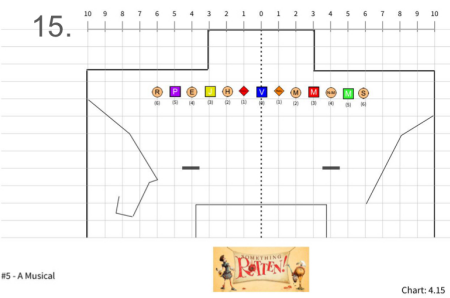 15.
10 9 8 7 6 5 4 3 2 1 0 1 2 3 4 5 6 7 8 9 10
R P E H V M M M S
(6) (5) (4) (3) (2) (1) (0) (1) (2) (3) (4) (5) (6)
SOMETHING
ROTTEN!
#5 - A Musical
Chart: 4.15